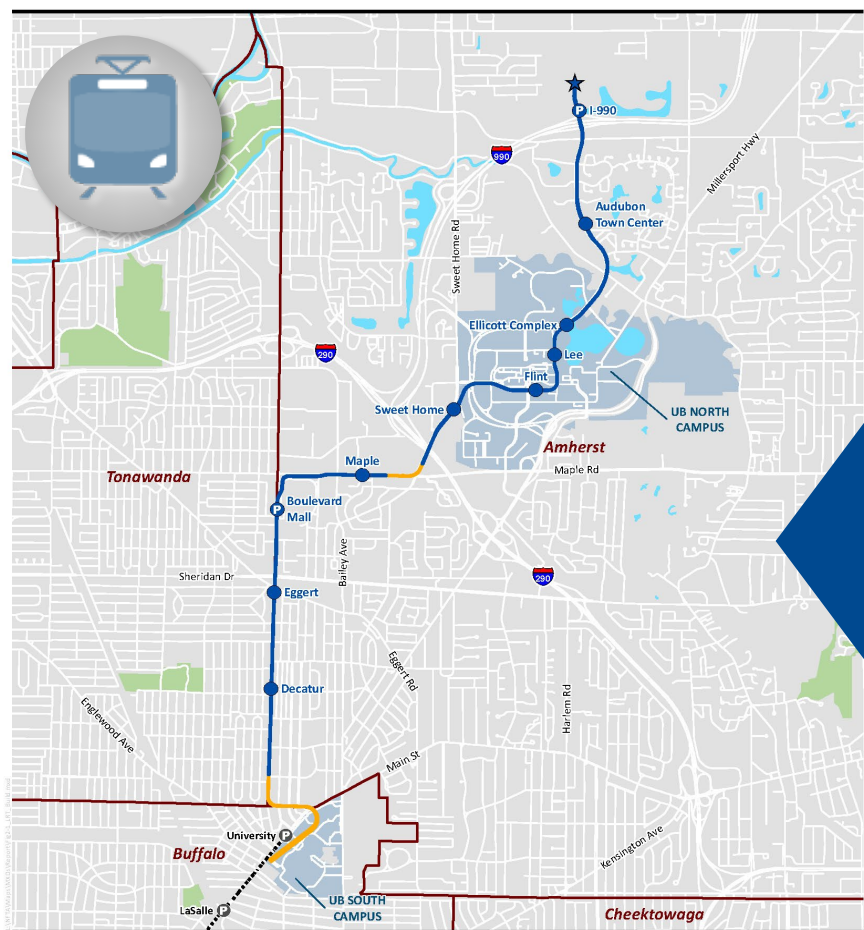 P I-990
990
Millersport Hwy
Audubon
Town Center
Sweet Home Rd
Ellicott Complex
290
Lee
Flint
Sweet Home
UB NORTH
CAMPUS
Amherst
Maple
Maple Rd
Tonawanda
P Boulevard
Mall
Bailey Ave
Sheridan Dr
290
Eggert
Eggert Rd
Decatur
Harlem Rd
Englewood Ave
Main St
University P
Kensington Ave
Buffalo
LaSalle P
UB SOUTH
CAMPUS
Cheektowaga